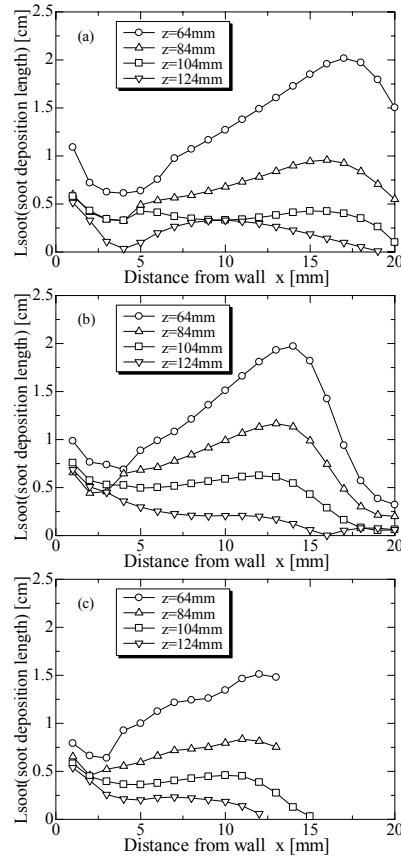 2.5
(a)
z=64mm
z=84mm
z=104mm
z=124mm
2
1.5
1
0.5
0
0 5 10 15 20
Lsoot(soot deposition length) [cm]
Distance from wall x [mm]
2.5
(b)
z=64mm
z=84mm
z=104mm
z=124mm
2
1.5
1
0.5
0
0 5 10 15 20
Lsoot(soot deposition length) [cm]
Distance from wall x [mm]
2.5
(c)
z=64mm
z=84mm
z=104mm
z=124mm
2
1.5
1
0.5
0
0 5 10 15 20
Lsoot(soot deposition length) [cm]
Distance from wall x [mm]